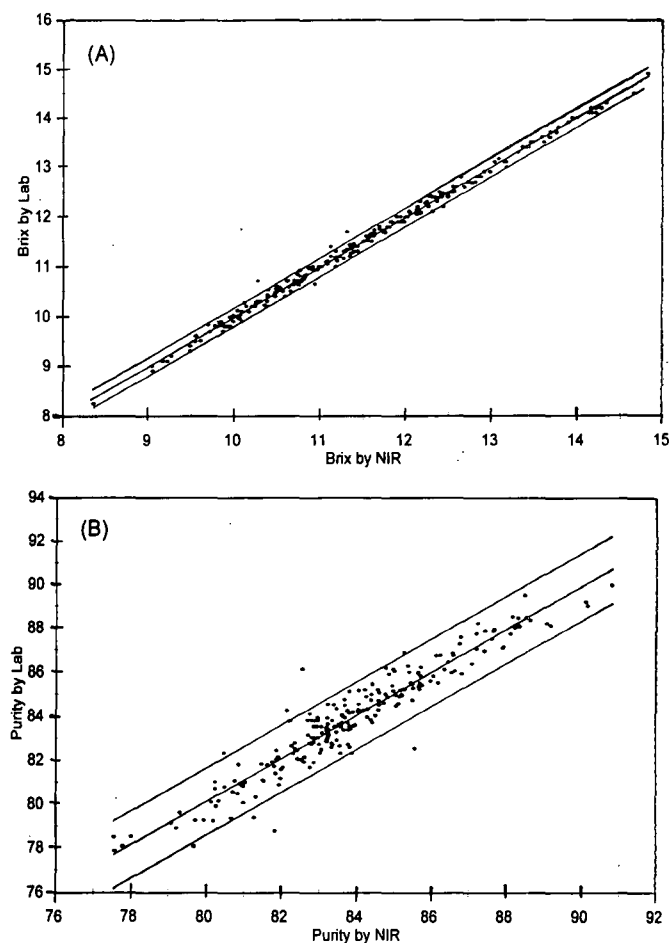 16
(A)
15
14
13
12
11
10
9
8
Brix by Lab
8 9 10 11 12 13 14 15
Brix by NIR
94
(B)
92
90
88
86
84
82
80
78
76
Purity by Lab
76 78 80 82 84 86 88 90 92
Purity by NIR